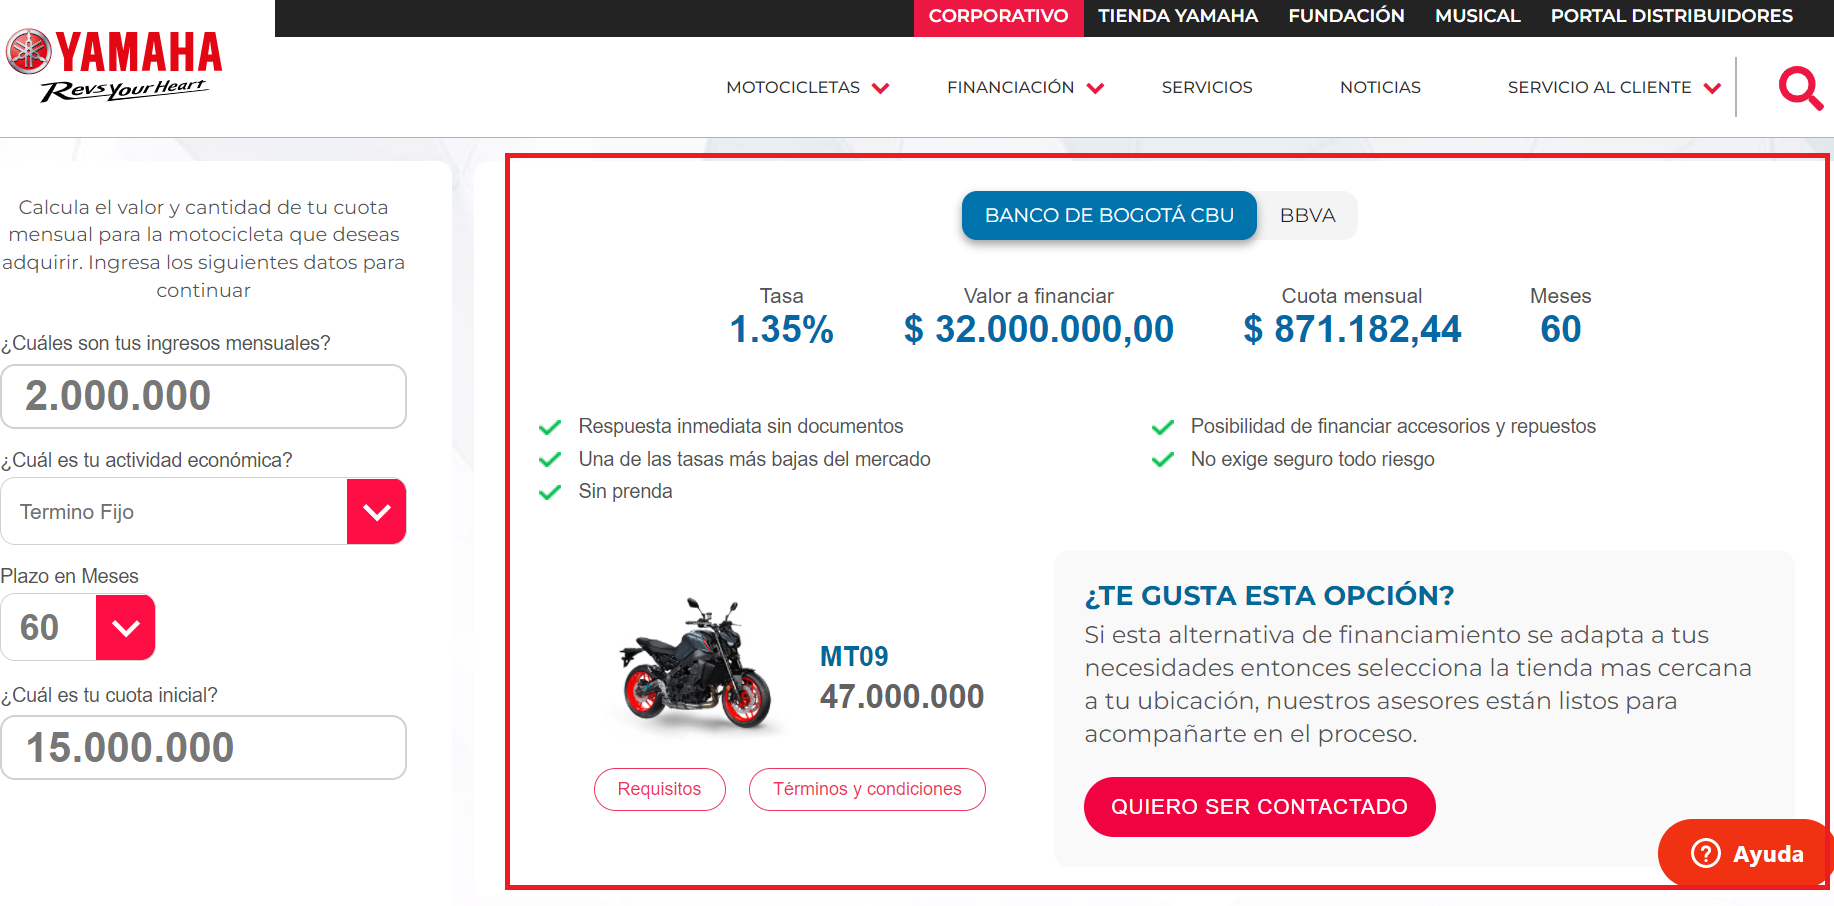 CORPORATIVO TIENDA YAMAHA FUNDACIÓN MUSICAL PORTAL DISTRIBUIDORES
YAMAHA
Revs Your Heart
MOTOCICLETAS FINANCIACIÓN SERVICIOS NOTICIAS SERVICIO AL CLIENTE
Calcula el valor y cantidad de tu cuota
mensual para la motocicleta que deseas
adquirir. Ingresa los siguientes datos para
continuar
¿Cuáles son tus ingresos mensuales?
2.000.000
¿Cuál es tu actividad económica?
Termino Fijo
Plazo en Meses
60
¿Cuál es tu cuota inicial?
15.000.000
BANCO DE BOGOTÁ CBU BBVA
Tasa Valor a financiar Cuota mensual Meses
1.35% $ 32.000.000,00 $ 871.182,44 60
Respuesta inmediata sin documentos
Una de las tasas más bajas del mercado
Sin prenda
Posibilidad de financiar accesorios y repuestos
No exige seguro todo riesgo
MT09
47.000.000
Requisitos Términos y condiciones
¿TE GUSTA ESTA OPCIÓN?
Si esta alternativa de financiamiento se adapta a tus
necesidades entonces selecciona la tienda mas cercana
a tu ubicación, nuestros asesores están listos para
acompañarte en el proceso.
QUIERO SER CONTACTADO
? Ayuda